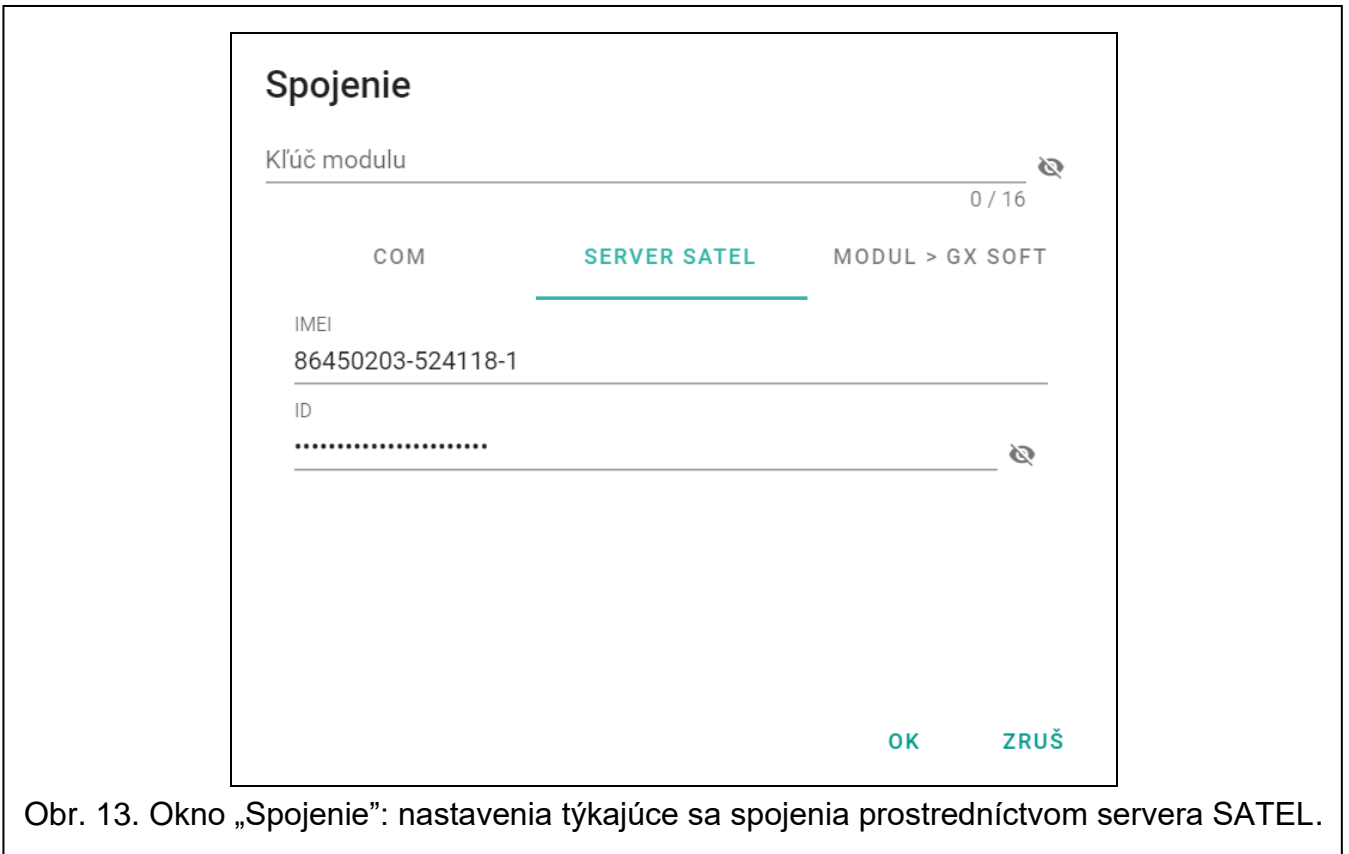 Spojenie
Kľúč modulu
0 / 16
COM SERVER SATEL MODUL > GX SOFT
IMEI
86450203-524118-1
ID
•••••••••••••••••••••••
OK ZRUŠ
Obr. 13. Okno „Spojenie”: nastavenia týkajúce sa spojenia prostredníctvom servera SATEL.